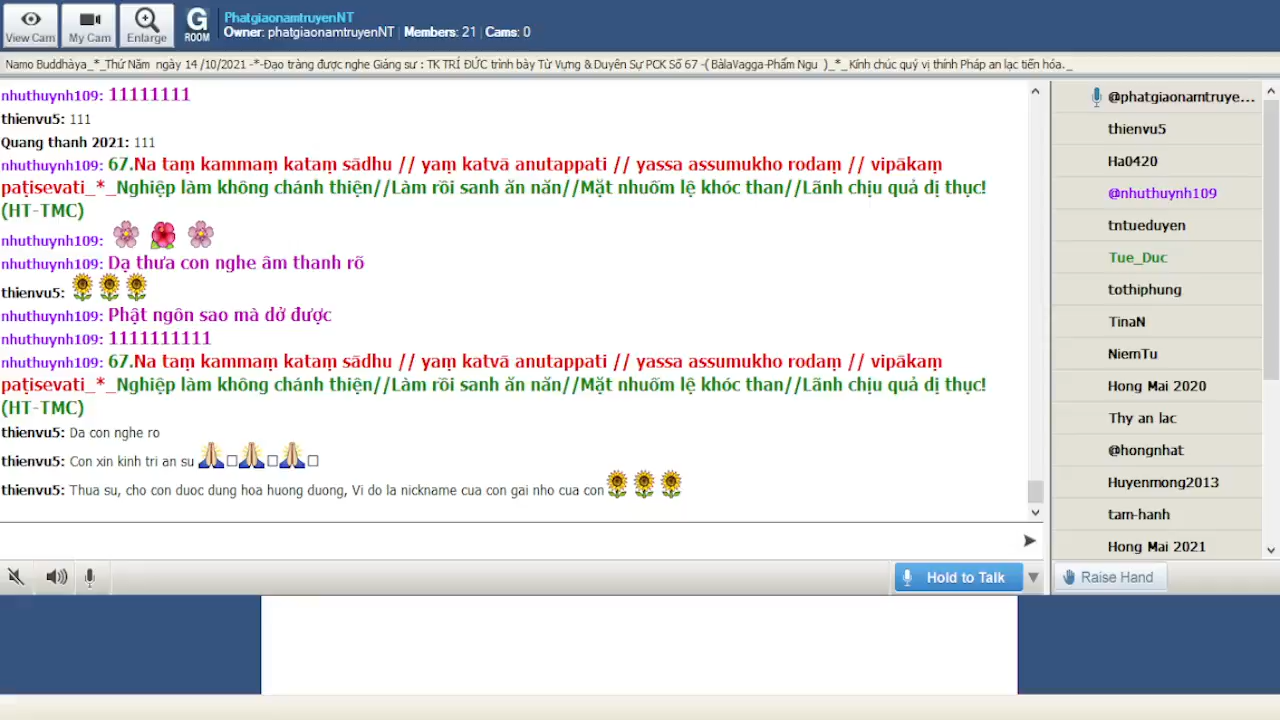 View Cam
My Cam
Enlarge
G
ROOM
PhatgiaonamtruyenNT
Owner: phatgiaonamtruyenNT | Members: 21 | Cams: 0
Namo Buddhàya_*_Thứ Năm ngày 14 /10/2021 -*-Đạo tràng được nghe Giảng sư : TK TRÍ ĐỨC trình bày Từ Vựng & Duyên Sự PCK Số 67 -( BàlaVagga-Phẩm Ngu )_*_ Kính chúc quý vị thính Pháp an lạc tiến hóa._
nhuthuynh109: 11111111
thienvu5: 111
Quang thanh 2021: 111
nhuthuynh109: 67.Na taṃ kammaṃ kataṃ sādhu // yaṃ katvā anutappati // yassa assumukho rodaṃ // vipākaṃ
paṭisevati_*_Nghiệp làm không chánh thiện//Làm rồi sanh ăn năn//Mặt nhuốm lệ khóc than//Lãnh chịu quả dị thục!
(HT-TMC)
nhuthuynh109:
nhuthuynh109: Dạ thưa con nghe âm thanh rõ
thienvu5:
nhuthuynh109: Phật ngôn sao mà dở được
nhuthuynh109: 1111111111
nhuthuynh109: 67.Na taṃ kammaṃ kataṃ sādhu // yaṃ katvā anutappati // yassa assumukho rodaṃ // vipākaṃ
paṭisevati_*_Nghiệp làm không chánh thiện//Làm rồi sanh ăn năn//Mặt nhuốm lệ khóc than//Lãnh chịu quả dị thục!
(HT-TMC)
thienvu5: Da con nghe ro
thienvu5: Con xin kinh tri an su
thienvu5: Thua su, cho con duoc dung hoa huong duong, Vi do la nickname cua con gai nho cua con
@phatgiaonamtruye...
thienvu5
Ha0420
@nhuthuynh109
tntueduyen
Tue_Duc
tothiphung
TinaN
NiemTu
Hong Mai 2020
Thy an lac
@hongnhat
Huyenmong2013
tam-hanh
Hong Mai 2021
Hold to Talk
Raise Hand